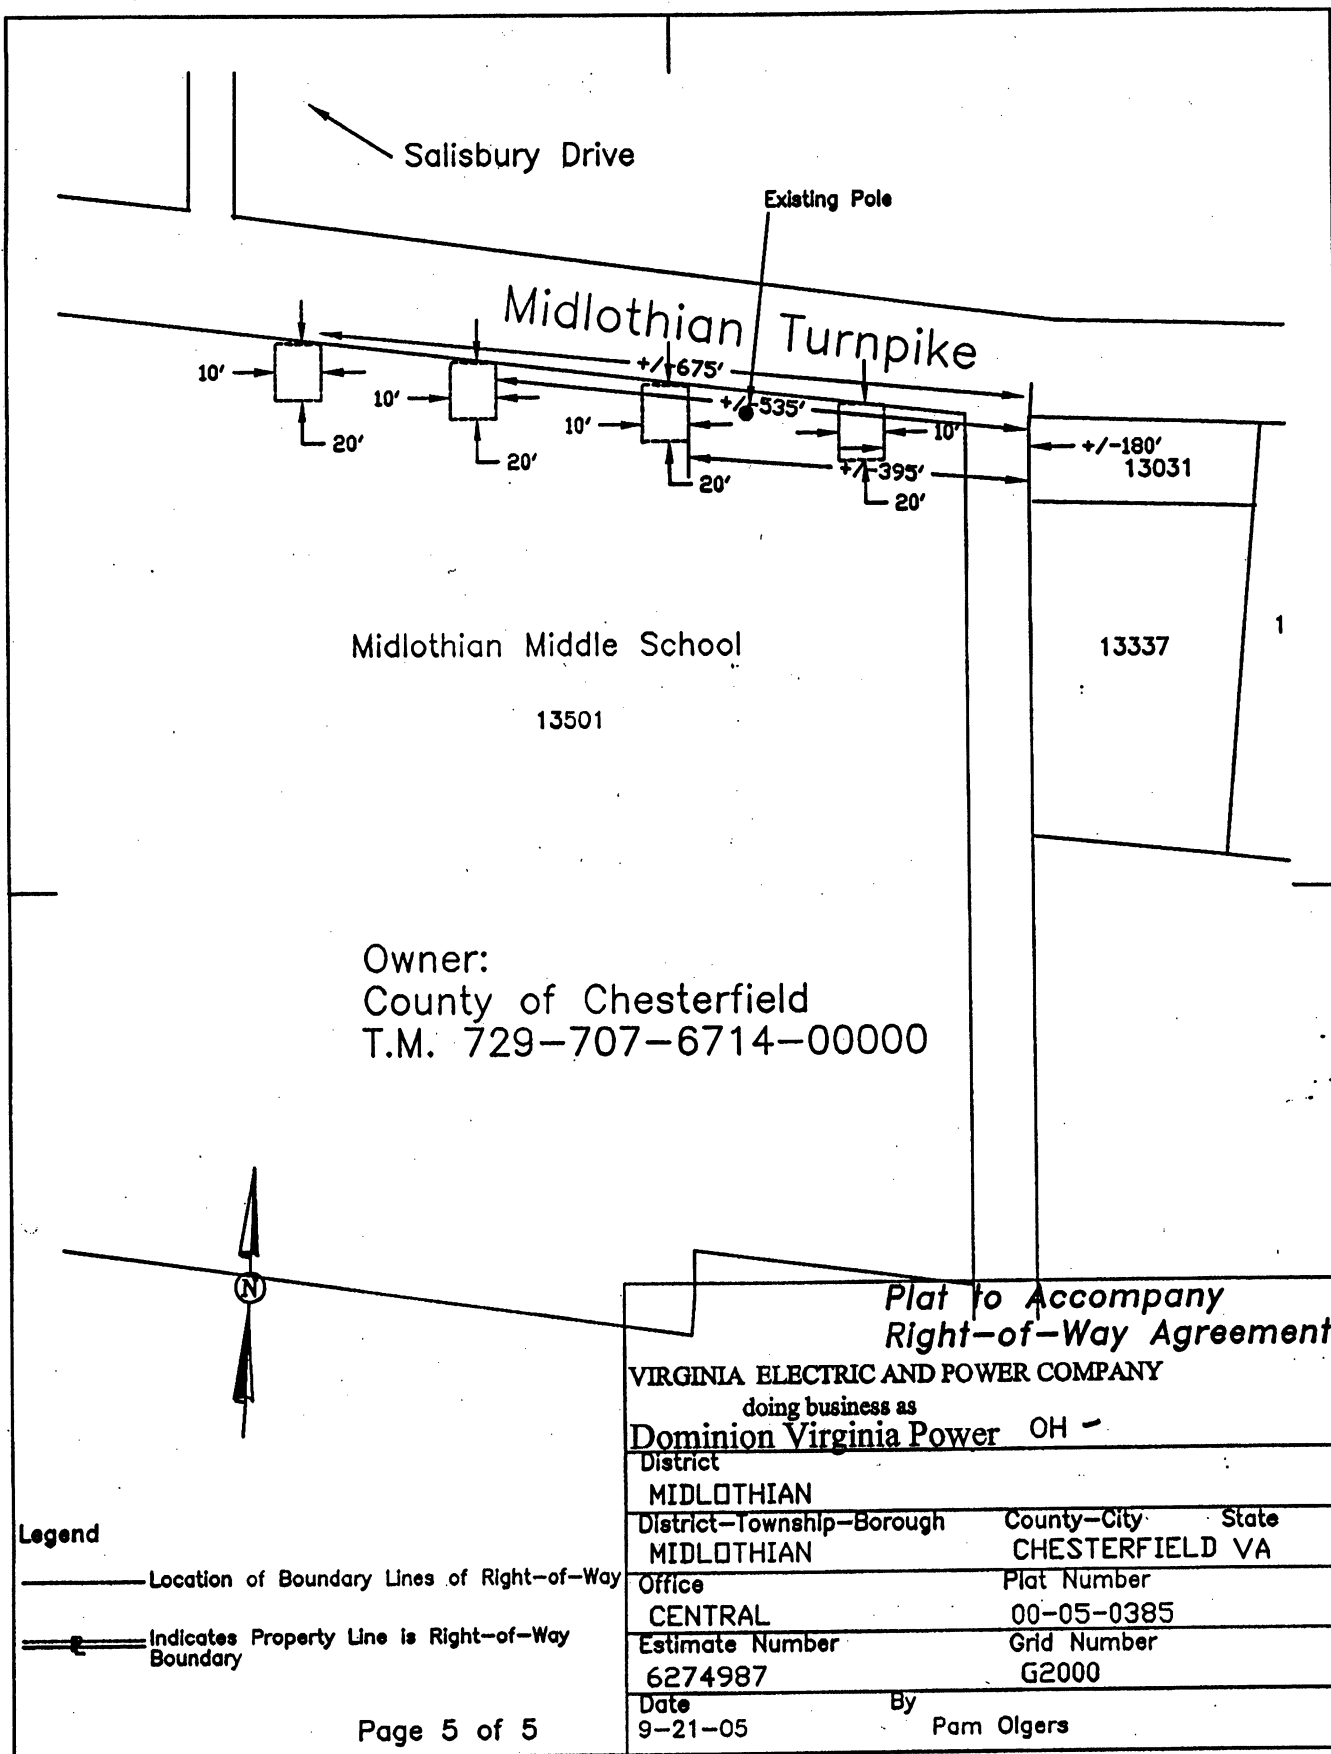 Salisbury Drive
Existing Pole
Midlothian Turnpike
+/-675'
+/-535'
+/-395'
+/-180'
10'
20'
10'
20'
10'
20'
10'
20'
13031
13337
1
Midlothian Middle School
13501
Owner:
County of Chesterfield
T.M. 729-707-6714-00000
N
Plat to Accompany
Right-of-Way Agreement
VIRGINIA ELECTRIC AND POWER COMPANY
doing business as
Dominion Virginia Power OH -
District
MIDLOTHIAN
District-Township-Borough County-City State
MIDLOTHIAN CHESTERFIELD VA
Office Plat Number
CENTRAL 00-05-0385
Estimate Number Grid Number
6274987 G2000
Date By
9-21-05 Pam Olgers
Legend
Location of Boundary Lines of Right-of-Way
Indicates Property Line is Right-of-Way
Boundary
Page 5 of 5